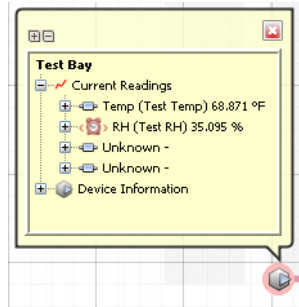 Test Bay
Current Readings
Temp (Test Temp) 68.871 °F
RH (Test RH) 35.095 %
Unknown -
Unknown -
Device Information